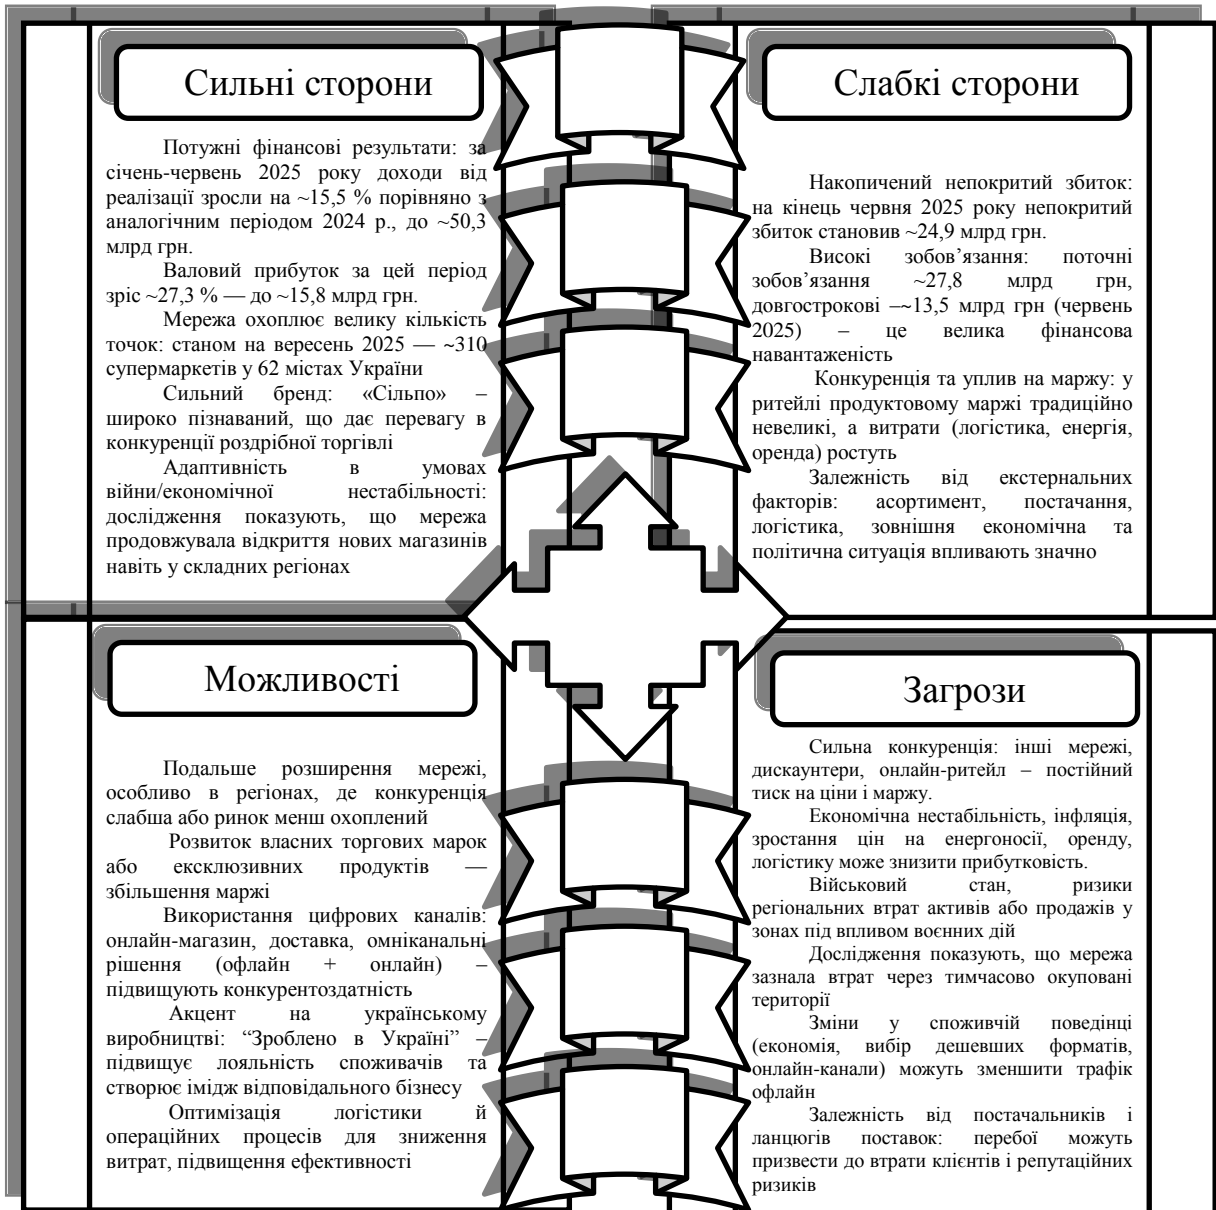 Сильні сторони
Потужні фінансові результати: за
січень-червень 2025 року доходи від
реалізації зросли на ~15,5 % порівняно з
аналогічним періодом 2024 р., до ~50,3
млрд грн.
Валовий прибуток за цей період
зріс ~27,3 % — до ~15,8 млрд грн.
Мережа охоплює велику кількість
точок: станом на вересень 2025 — ~310
супермаркетів у 62 містах України
Сильний бренд: «Сільпо» –
широко пізнаваний, що дає перевагу в
конкуренції роздрібної торгівлі
Адаптивність в умовах
війни/економічної нестабільності:
дослідження показують, що мережа
продовжувала відкриття нових магазинів
навіть у складних регіонах
Слабкі сторони
Накопичений непокритий збиток:
на кінець червня 2025 року непокритий
збиток становив ~24,9 млрд грн.
Високі зобов’язання: поточні
зобов’язання ~27,8 млрд грн,
довгострокові –~13,5 млрд грн (червень
2025) – це велика фінансова
навантаженість
Конкуренція та уплив на маржу: у
ритейлі продуктовому маржі традиційно
невеликі, а витрати (логістика, енергія,
оренда) ростуть
Залежність від екстернальних
факторів: асортимент, постачання,
логістика, зовнішня економічна та
політична ситуація впливають значно
Можливості
Подальше розширення мережі,
особливо в регіонах, де конкуренція
слабша або ринок менш охоплений
Розвиток власних торгових марок
або ексклюзивних продуктів —
збільшення маржі
Використання цифрових каналів:
онлайн-магазин, доставка, омніканальні
рішення (офлайн + онлайн) –
підвищують конкурентоздатність
Акцент на українському
виробництві: “Зроблено в Україні” –
підвищує лояльність споживачів та
створює імідж відповідального бізнесу
Оптимізація логістики й
операційних процесів для зниження
витрат, підвищення ефективності
Загрози
Сильна конкуренція: інші мережі,
дискаунтери, онлайн-ритейл – постійний
тиск на ціни і маржу.
Економічна нестабільність, інфляція,
зростання цін на енергоносії, оренду,
логістику може знизити прибутковість.
Військовий стан, ризики
регіональних втрат активів або продажів у
зонах під впливом воєнних дій
Дослідження показують, що мережа
зазнала втрат через тимчасово окуповані
території
Зміни у споживчій поведінці
(економія, вибір дешевших форматів,
онлайн-канали) можуть зменшити трафік
офлайн
Залежність від постачальників і
ланцюгів поставок: перебої можуть
призвести до втрати клієнтів і репутаційних
ризиків